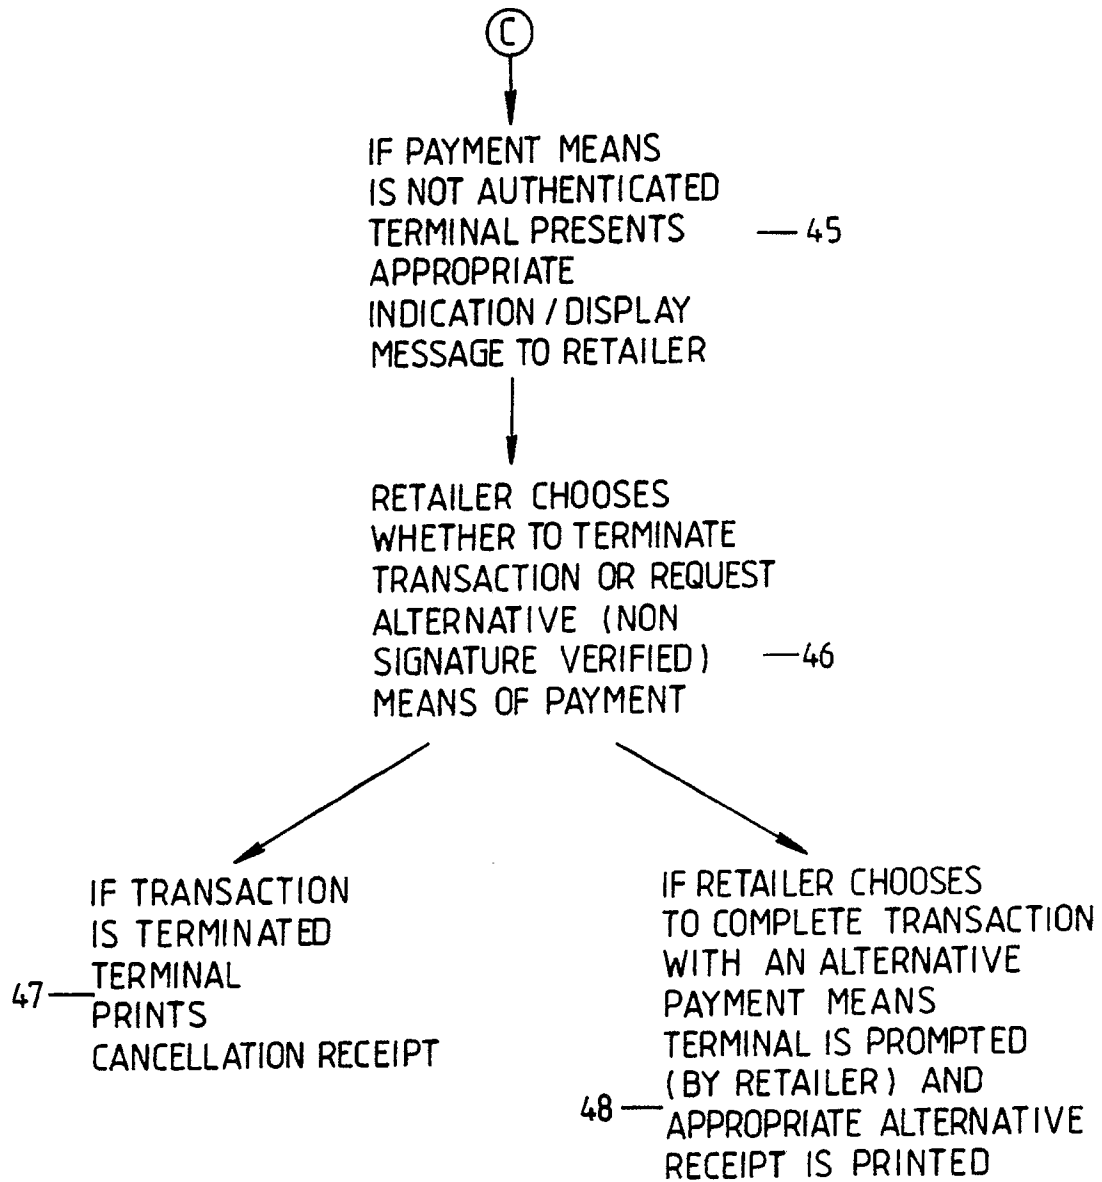 C
IF PAYMENT MEANS
IS NOT AUTHENTICATED
TERMINAL PRESENTS — 45
APPROPRIATE
INDICATION / DISPLAY
MESSAGE TO RETAILER
RETAILER CHOOSES
WHETHER TO TERMINATE
TRANSACTION OR REQUEST
ALTERNATIVE (NON
SIGNATURE VERIFIED) — 46
MEANS OF PAYMENT
IF TRANSACTION
IS TERMINATED
TERMINAL
47 —
PRINTS
CANCELLATION RECEIPT
IF RETAILER CHOOSES
TO COMPLETE TRANSACTION
WITH AN ALTERNATIVE
PAYMENT MEANS
TERMINAL IS PROMPTED
(BY RETAILER) AND
48 —
APPROPRIATE ALTERNATIVE
RECEIPT IS PRINTED